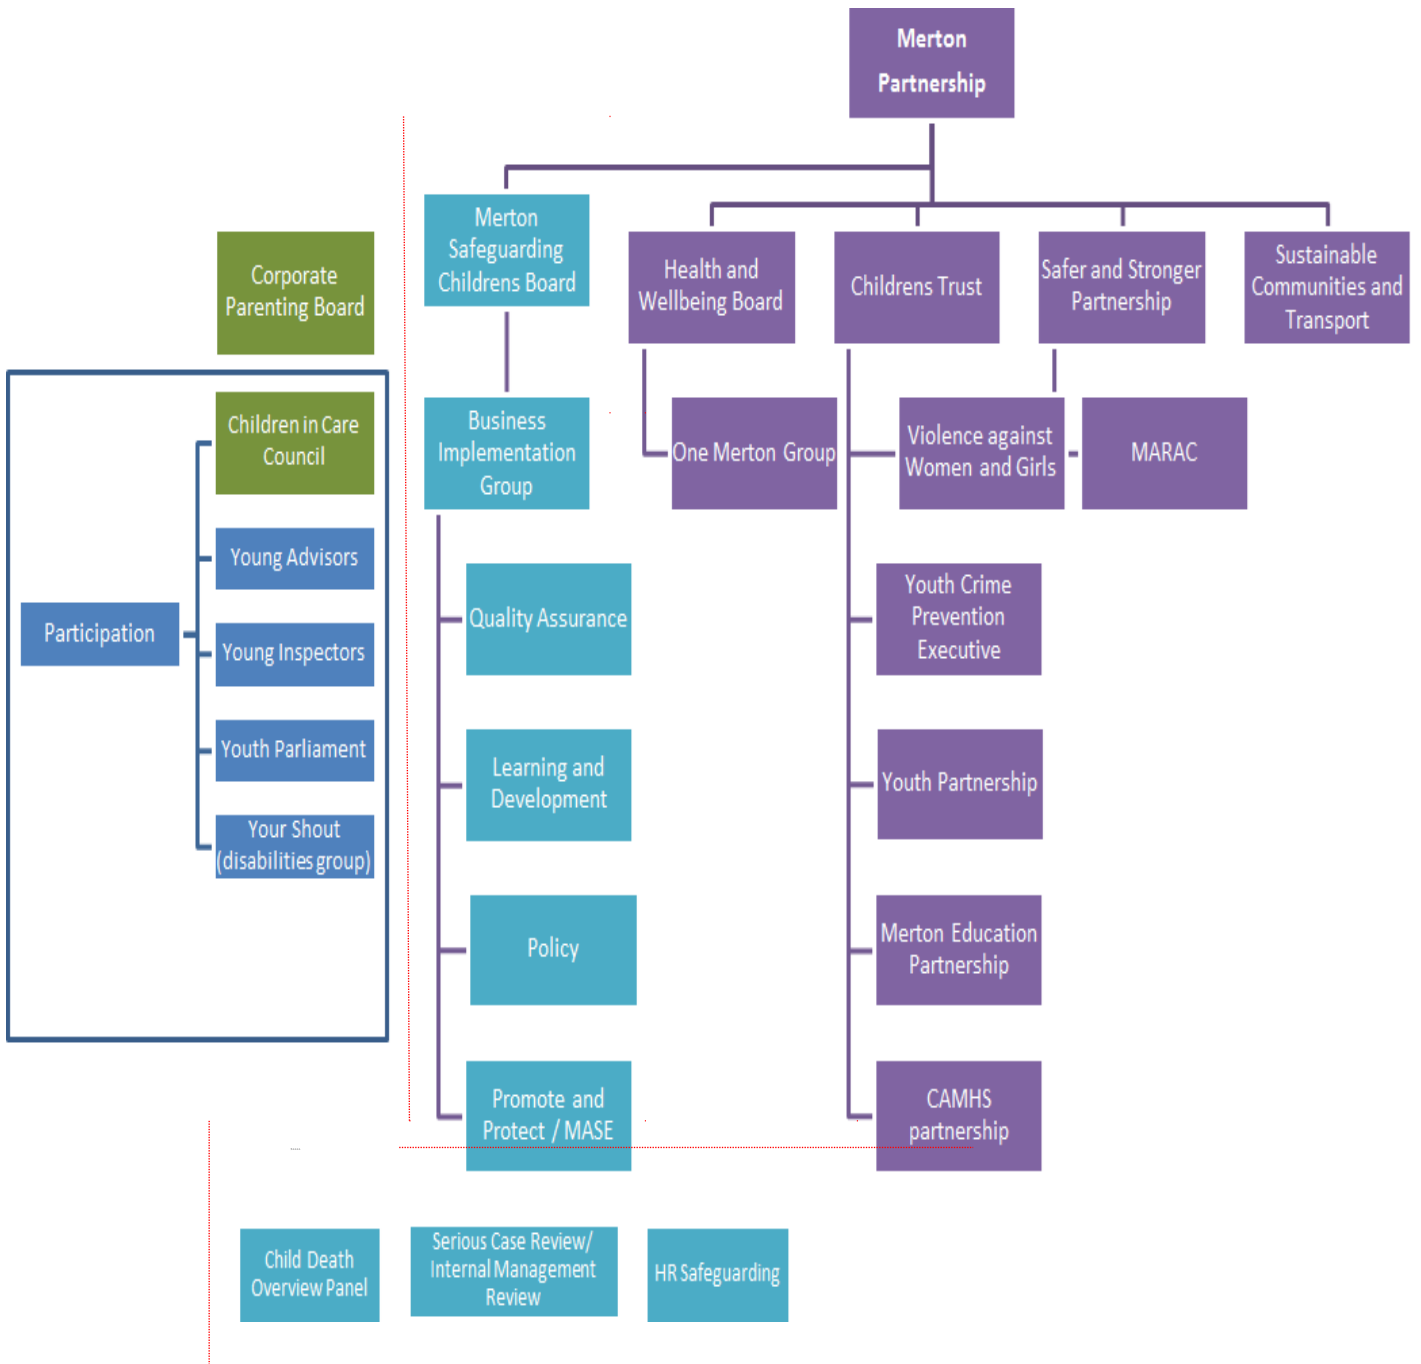 Merton
Partnership
Merton
Safeguarding
Childrens Board
Health and
Wellbeing Board
Childrens Trust
Safer and Stronger
Partnership
Sustainable
Communities and
Transport
Corporate
Parenting Board
Children in Care
Council
Young Advisors
Participation
Young Inspectors
Youth Parliament
Your Shout
(disabilities group)
Business
Implementation
Group
One Merton Group
Violence against
Women and Girls
MARAC
Quality Assurance
Youth Crime
Prevention
Executive
Learning and
Development
Youth Partnership
Policy
Merton Education
Partnership
Promote and
Protect / MASE
CAMHS
partnership
Child Death
Overview Panel
Serious Case Review/
Internal Management
Review
HR Safeguarding